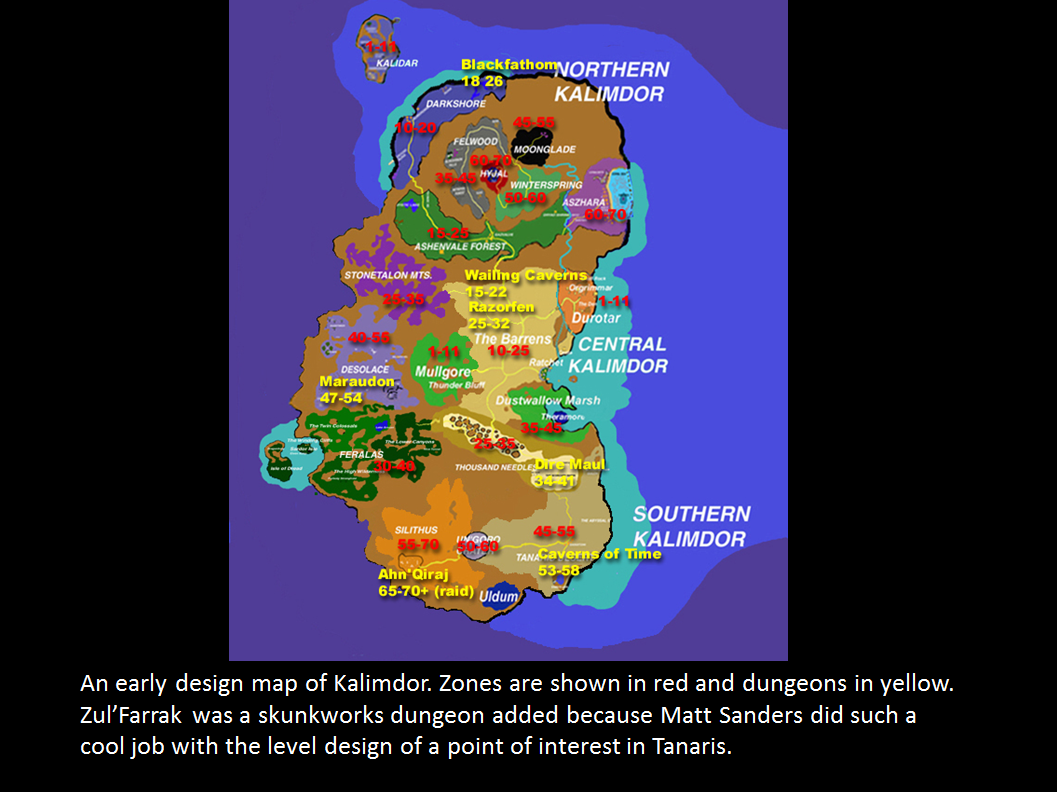 1-11
KALIDAR
Blackfathom
18 26
NORTHERN
KALIMDOR
DARKSHORE
10-20
45-55
FELWOOD
MOONGLADE
60-70
HYJAL
35-45
WINTERSPRING
50-60
ASZHARA
60-70
15-25
ASHENVALE FOREST
STONETALON MTS.
25-35
Wailing Caverns
15-22
Razorfen
25-32
Orgrimmar
1-11
Durotar
The Barrens
10-25
40-55
1-11
CENTRAL
KALIMDOR
Ratchet
DESOLACE
Mullgore
Thunder Bluff
Maraudon
47-54
Dustwallow Marsh
Theramore
35-45
The Twin Colossals
25-35
FERALAS
The Lower Canyons
30-40
Isle of Dread
THOUSAND NEEDLES
Dire Maul
34-41
SILITHUS
55-70
50-60
45-55
SOUTHERN
KALIMDOR
TANA
Caverns of Time
53-58
Ahn'Qiraj
65-70+ (raid)
Uldum
An early design map of Kalimdor. Zones are shown in red and dungeons in yellow.
Zul’Farrak was a skunkworks dungeon added because Matt Sanders did such a
cool job with the level design of a point of interest in Tanaris.